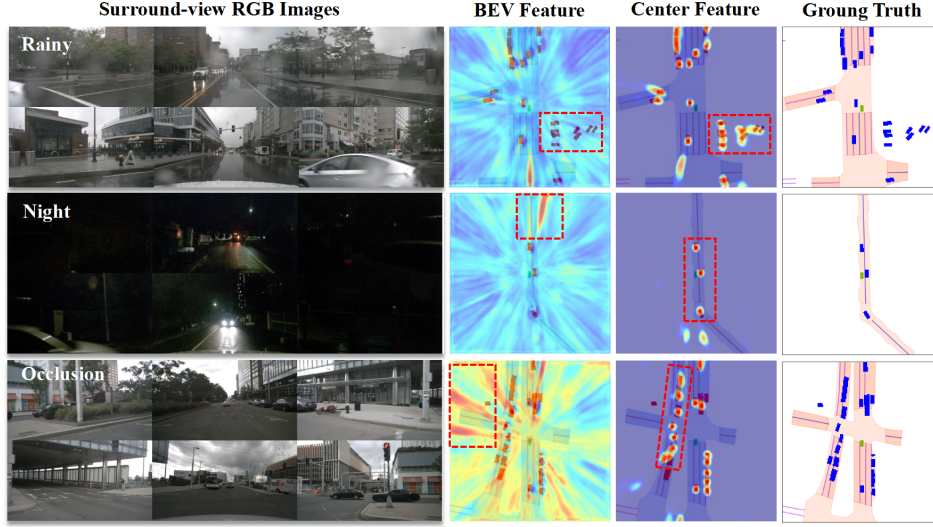 Surround-view RGB Images
BEV Feature
Center Feature
Groung Truth
Rainy
Night
Occlusion